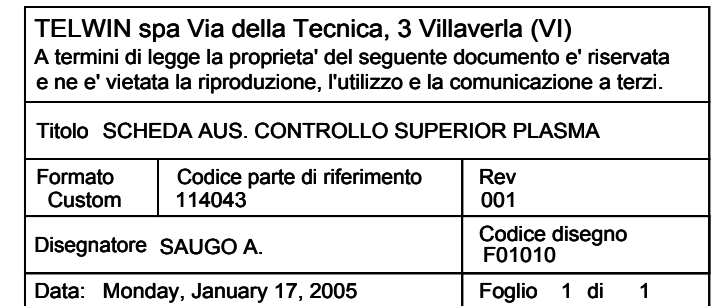 TELWIN spa Via della Tecnica, 3 Villaverla (VI)
A termini di legge la proprieta' del seguente documento e' riservata
e ne e' vietata la riproduzione, l'utilizzo e la comunicazione a terzi.
Titolo SCHEDA AUS. CONTROLLO SUPERIOR PLASMA
Formato
Custom
Codice parte di riferimento
114043
Rev
001
Disegnatore SAUGO A.
Codice disegno
F01010
Data: Monday, January 17, 2005
Foglio 1 di 1